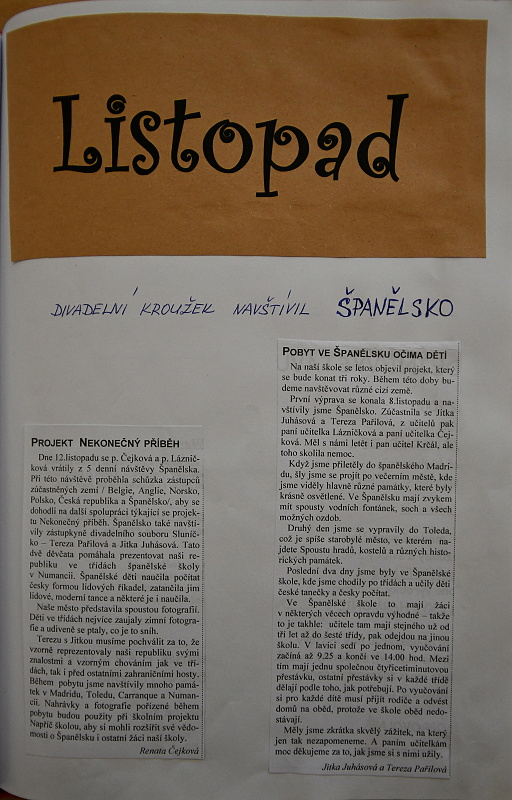 Listopad
DIVADELNÍ KROUŽEK NAVŠTÍVIL ŠPANĚLSKO
PROJEKT NEKONEČNÝ PŘÍBĚH
Dne 12.listopadu se p. Čejková a p. Láznič-
ková vrátily z 5 denní návštěvy Španělska.
Při této návštěvě proběhla schůzka zástupců
zúčastněných zemí / Belgie, Anglie, Norsko,
Polsko, Česká republika a Španělsko/, aby se
dohodli na další spolupráci týkající se projek-
tu Nekonečný příběh. Španělsko také navští-
vily zástupkyně divadelního souboru Sluníč-
ko – Tereza Pařilová a Jitka Juhásová. Tato
dvě děvčata pomáhala prezentovat naši re-
publiku ve třídách španělské školy
v Numancii. Španělské děti naučila počítat
česky formou lidových říkadel, zatančila jim
lidové, moderní tance a některé je i naučila.
Naše město představila spoustou fotografií.
Děti ve třídách nejvíce zaujaly zimní fotogra-
fie a udiveně se ptaly, co je to sníh.
Terezu s Jitkou musíme pochválit za to, že
vzorně reprezentovaly naši republiku svými
znalostmi a vzorným chováním jak ve tří-
dách, tak i před ostatními zahraničními hosty.
Během pobytu jsme navštívily mnoho pamá-
tek v Madridu, Toledu, Carranque a Numan-
cii. Nahrávky a fotografie pořízené během
pobytu budou použity při školním projektu
Napříč školou, aby si mohli rozšířit své vědo-
mosti o Španělsku i ostatní žáci naší školy.
Renata Čejková
POBYT VE ŠPANĚLSKU OČIMA DĚTÍ
Na naší škole se letos objevil projekt, který
se bude konat tři roky. Během této doby bu-
deme navštěvovat různé cizí země.
První výprava se konala 8.listopadu a na-
vštívily jsme Španělsko. Zúčastnila se Jitka
Juhásová a Tereza Pařilová, z učitelů pak
paní učitelka Lázničková a paní učitelka Čej-
ková. Měl s námi letět i pan učitel Krčál, ale
toho skolila nemoc.
Když jsme přiletěly do španělského Madri-
du, šly jsme se projít po večerním městě, kde
jsme viděly hlavně různé památky, které byly
krásně osvětlené. Ve Španělsku mají zvykem
mít spousty vodních fontánek, soch a všech
možných ozdob.
Druhý den jsme se vypravily do Toleda,
což je spíše starobylé město, ve kterém na-
jdete Spoustu hradů, kostelů a různých histo-
rických památek.
Poslední dva dny jsme byly ve Španělské
škole, kde jsme chodily po třídách a učily děti
české tanečky a česky počítat.
Ve Španělské škole to mají žáci
v některých věcech opravdu výhodné – takže
to je takhle: učitele tam mají stejného už od
tří let až do šesté třídy, pak odejdou na jinou
školu. V lavici sedí po jednom, vyučování
začíná až 9.25 a končí ve 14.00 hod. Mezi
tím mají jednu společnou čtyřicetiminutovou
přestávku, ostatní přestávky si v každé třídě
dělají podle toho, jak potřebují. Po vyučování
si pro každé dítě musí přijít rodiče a odvést
domů na oběd, protože ve škole oběd nedo-
stávají.
Měly jsme zkrátka skvělý zážitek, na který
jen tak nezapomeneme. A paním učitelkám
moc děkujeme za to, jak jsme si s nimi užily.
Jitka Juhásová a Tereza Pařilová